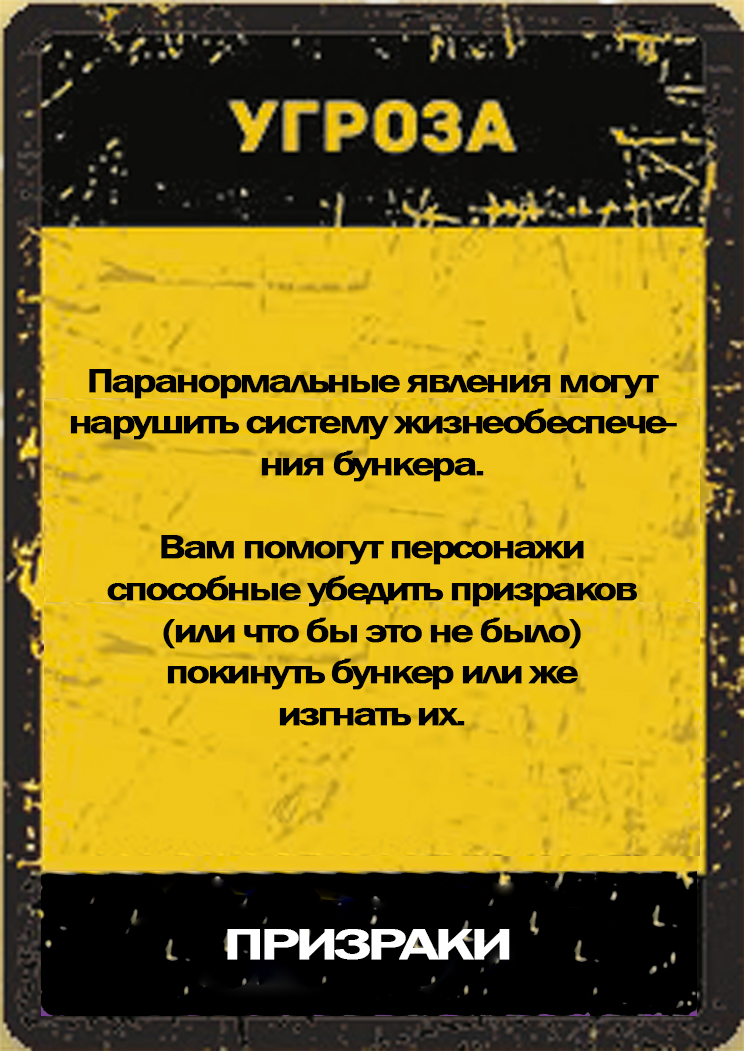 УГРОЗА
Паранормальные явления могут
нарушить систему жизнеобеспече-
ния бункера.
Вам помогут персонажи
способные убедить призраков
(или что бы это не было)
покинуть бункер или же
изгнать их.
ПРИЗРАКИ